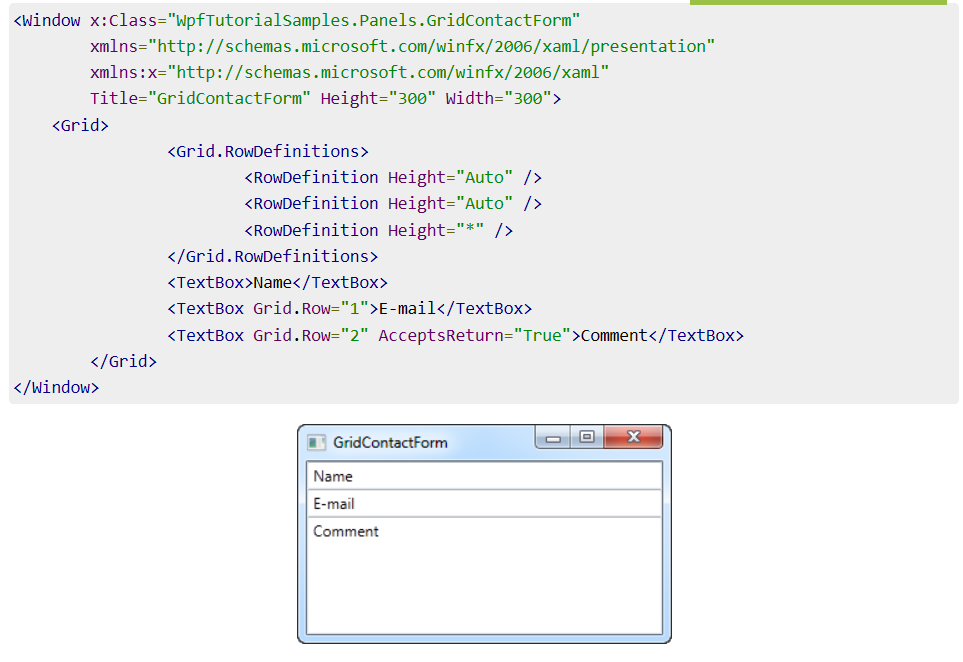 <Window x:Class="WpfTutorialSamples.Panels.GridContactForm"
xmlns="http://schemas.microsoft.com/winfx/2006/xaml/presentation"
xmlns:x="http://schemas.microsoft.com/winfx/2006/xaml"
Title="GridContactForm" Height="300" Width="300">
<Grid>
<Grid.RowDefinitions>
<RowDefinition Height="Auto" />
<RowDefinition Height="Auto" />
<RowDefinition Height="*" />
</Grid.RowDefinitions>
<TextBox>Name</TextBox>
<TextBox Grid.Row="1">E-mail</TextBox>
<TextBox Grid.Row="2" AcceptsReturn="True">Comment</TextBox>
</Grid>
</Window>
GridContactForm
Name
E-mail
Comment